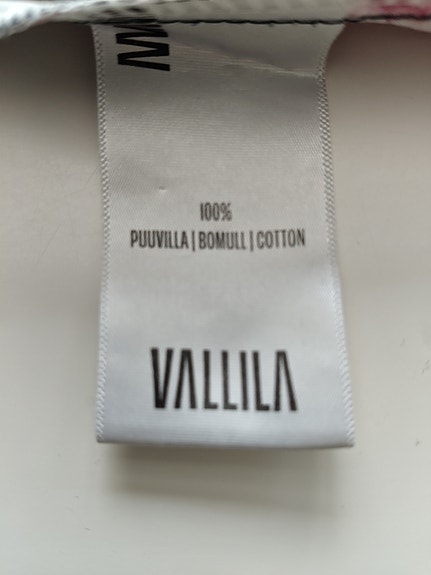 100%
PUUVILLA | BOMULL | COTTON
VALLILA